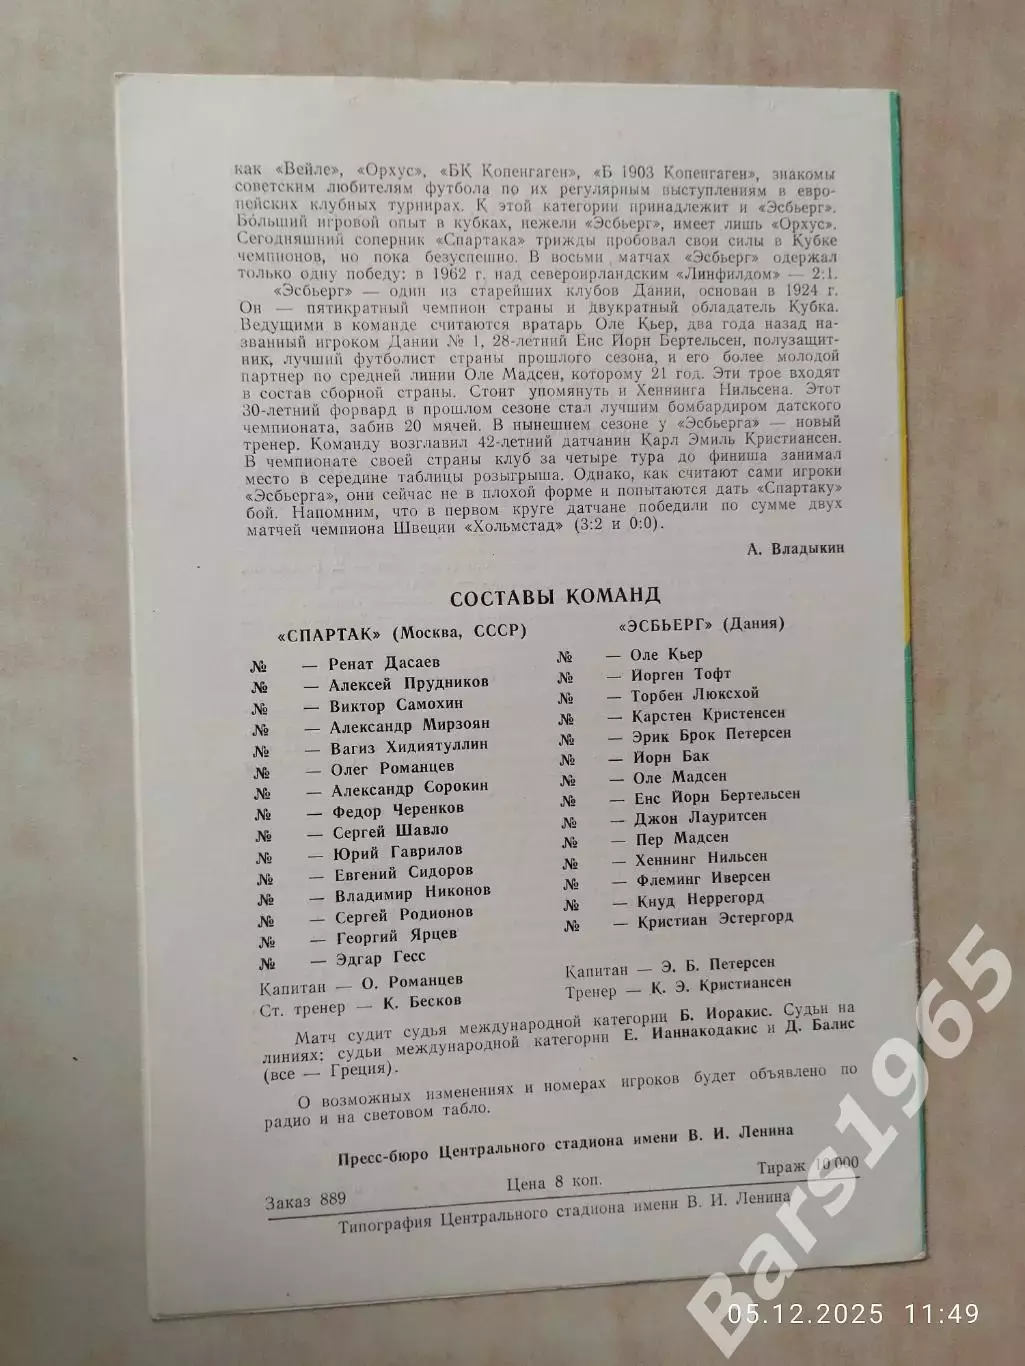 как «Вейле», «Орхус», «БК Копенгаген», «Б 1903 Копенгаген», знакомы
советским любителям футбола по их регулярным выступлениям в евро-
пейских клубных турнирах. К этой категории принадлежит и «Эсбьерг».
Бо́льший игровой опыт в кубках, нежели «Эсбьерг», имеет лишь «Орхус».
Сегодняшний соперник «Спартака» трижды пробовал свои силы в Кубке
чемпионов, но пока безуспешно. В восьми матчах «Эсбьерг» одержал
только одну победу: в 1962 г. над североирландским «Линфилдом» — 2:1.
«Эсбьерг» — один из старейших клубов Дании, основан в 1924 г.
Он — пятикратный чемпион страны и двукратный обладатель Кубка.
Ведущими в команде считаются вратарь Оле Кьер, два года назад на-
званный игроком Дании № 1, 28-летний Енс Йорн Бертельсен, полузащит-
ник, лучший футболист страны прошлого сезона, и его более молодой
партнер по средней линии Оле Мадсен, которому 21 год. Эти трое входят
в состав сборной страны. Стоит упомянуть и Хеннинга Нильсена. Этот
30-летний форвард в прошлом сезоне стал лучшим бомбардиром датского
чемпионата, забив 20 мячей. В нынешнем сезоне у «Эсбьерга» — новый
тренер. Команду возглавил 42-летний датчанин Карл Эмиль Кристиансен.
В чемпионате своей страны клуб за четыре тура до финиша занимал
место в середине таблицы розыгрыша. Однако, как считают сами игроки
«Эсбьерга», они сейчас не в плохой форме и попытаются дать «Спартаку»
бой. Напомним, что в первом круге датчане победили по сумме двух
матчей чемпиона Швеции «Хольмстад» (3:2 и 0:0).
А. Владыкин
СОСТАВЫ КОМАНД
«СПАРТАК» (Москва, СССР)
№ — Ренат Дасаев
№ — Алексей Прудников
№ — Виктор Самохин
№ — Александр Мирзоян
№ — Вагиз Хидиятуллин
№ — Олег Романцев
№ — Александр Сорокин
№ — Федор Черенков
№ — Сергей Шавло
№ — Юрий Гаврилов
№ — Евгений Сидоров
№ — Владимир Никонов
№ — Сергей Родионов
№ — Георгий Ярцев
№ — Эдгар Гесс
Капитан — О. Романцев
Ст. тренер — К. Бесков
«ЭСБЬЕРГ» (Дания)
№ — Оле Кьер
№ — Йорген Тофт
№ — Торбен Люксхой
№ — Карстен Кристенсен
№ — Эрик Брок Петерсен
№ — Йорн Бак
№ — Оле Мадсен
№ — Енс Йорн Бертельсен
№ — Джон Лауритсен
№ — Пер Мадсен
№ — Хеннинг Нильсен
№ — Флеминг Иверсен
№ — Кнуд Неррегорд
№ — Кристиан Эстергорд
Капитан — Э. Б. Петерсен
Тренер — К. Э. Кристиансен
Матч судит судья международной категории Б. Иоракис. Судьи на
линиях: судьи международной категории Е. Ианнакодакис и Д. Балис
(все — Греция).
О возможных изменениях и номерах игроков будет объявлено по
радио и на световом табло.
Пресс-бюро Центрального стадиона имени В. И. Ленина
Заказ 889 Цена 8 коп. Тираж 10 000
Типография Центрального стадиона имени В. И. Ленина
Bars1965
05.12.2025 11:49